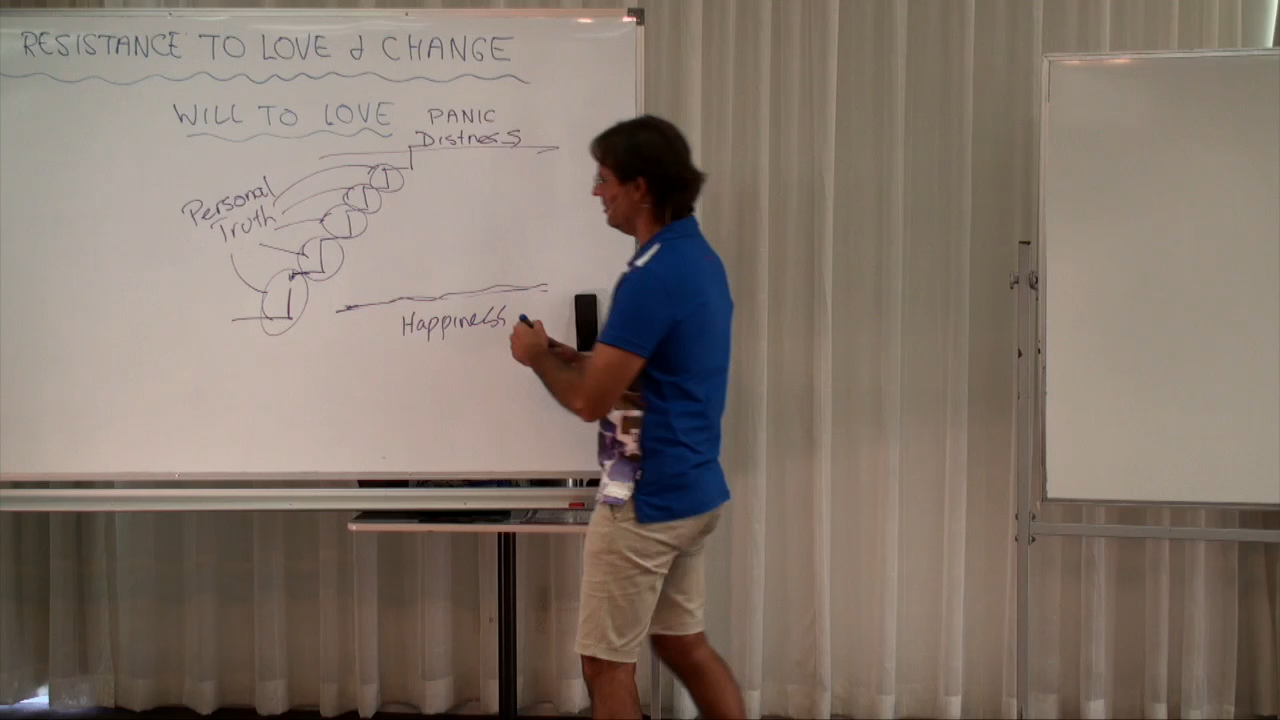 RESISTANCE TO LOVE & CHANGE
WILL TO LOVE
PANIC
Distress
Personal
Truth
Happiness